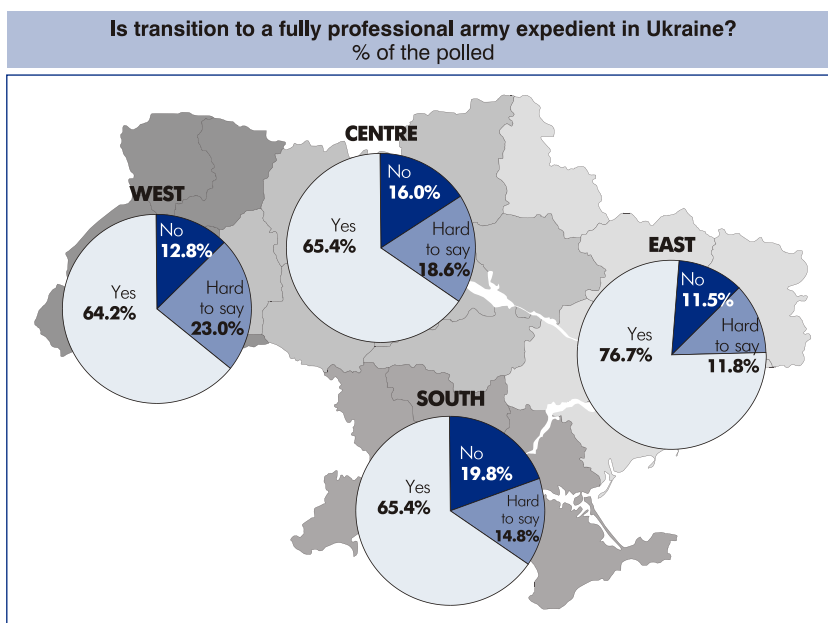 Is transition to a fully professional army expedient in Ukraine?
% of the polled
CENTRE
No
16.0%
Yes
65.4%
Hard
to say
18.6%
WEST
No
12.8%
Yes
64.2%
Hard
to say
23.0%
EAST
No
11.5%
Yes
76.7%
Hard
to say
11.8%
SOUTH
No
19.8%
Yes
65.4%
Hard
to say
14.8%